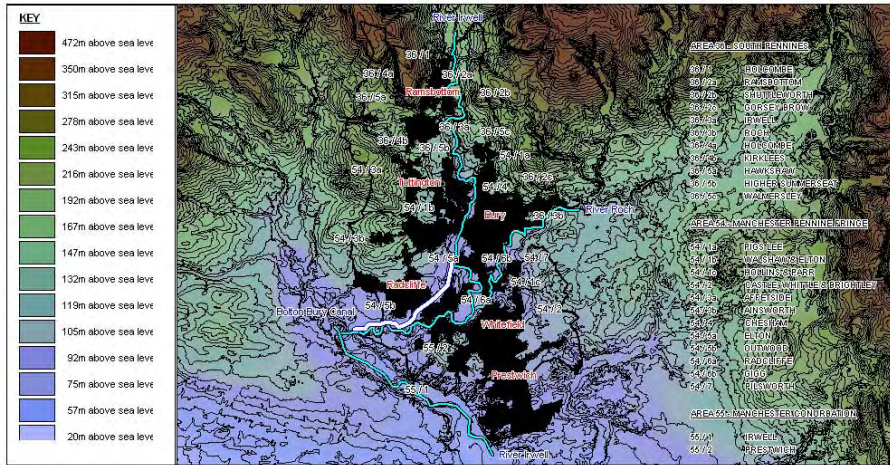 KEY
472m above sea leve
350m above sea leve
315m above sea leve
278m above sea leve
243m above sea leve
216m above sea leve
192m above sea leve
167m above sea leve
147m above sea leve
132m above sea leve
119m above sea leve
105m above sea leve
92m above sea leve
75m above sea leve
57m above sea leve
20m above sea leve
River Irwell
36 / 1
36 / 4a
36 / 2a
36 / 5a
Ramsbottom
36 / 2b
36 / 3a
36 / 5c
36 / 4b
36 / 5b
54 / 1a
54 / 3a
36 / 2c
Tottington
54 / 4
54 / 1b
Bury
36 / 3b
River Roch
54 / 3b
54 / 5a
54 / 6b
54 / 7
Radcliffe
54 / 1c
54 / 5b
54 / 6a
54 / 2
Bolton Bury Canal
Whitefield
55 / 2
Prestwich
55 / 1
River Irwell
AREA 36 - SOUTH PENNINES
36 / 1 HOLCOMBE
36 / 2a RAMSBOTTOM
36 / 2b SHUTTLEWORTH
36 / 2c GORSEY BROW
36 / 3a IRWELL
36 / 3b ROCH
36 / 4a HOLCOMBE
36 / 4b KIRKLEES
36 / 5a HAWKSHAW
36 / 5b HIGHER SUMMERSEAT
36 / 5c WALMERSLEY
AREA 54 - MANCHESTER PENNINE FRINGE
54 / 1a PIGS LEE
54 / 1b WALSHAW & ELTON
54 / 1c HOLLINS & PARR
54 / 2 CASTLE, WHITTLE & BRIGHTLEY
54 / 3a AFFETSIDE
54 / 3b AINSWORTH
54 / 4 CHESHAM
54 / 5a ELTON
54 / 5b OUTWOOD
54 / 6a RADCLIFFE
54 / 6b GIGG
54 / 7 PILSWORTH
AREA 55 - MANCHESTER CONURBATION
55 / 1 IRWELL
55 / 2 PRESTWICH